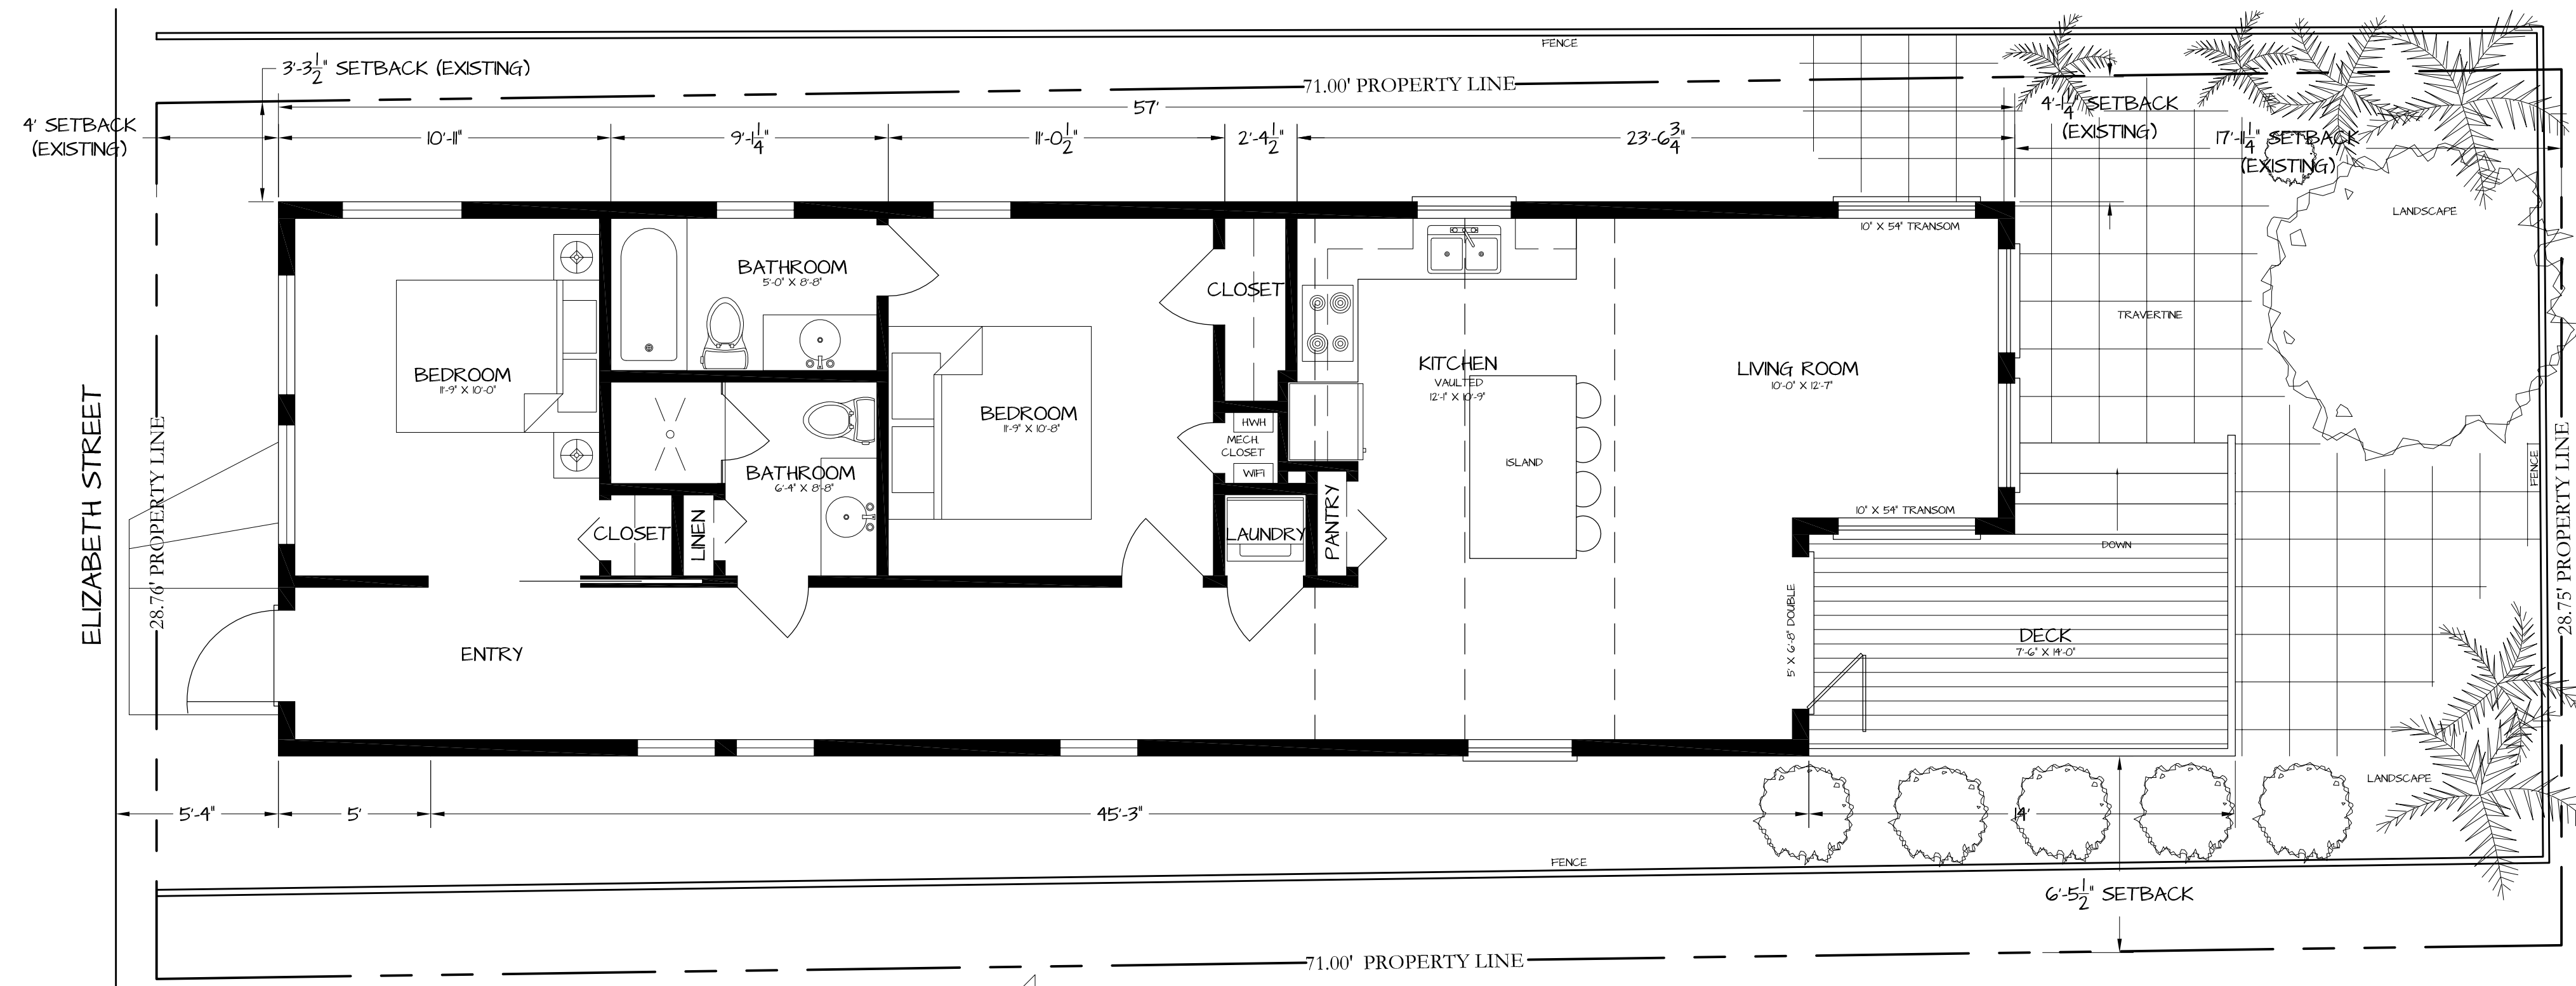 FENCE
3'-3 1/2" SETBACK (EXISTING)
71.00' PROPERTY LINE
57'
4'-1 1/4" SETBACK
(EXISTING)
4' SETBACK
(EXISTING)
10'-11"
9'-1 1/4"
11'-0 1/2"
2'-4 1/2"
23'-6 3/4"
17'-1 1/4" SETBACK
(EXISTING)
LANDSCAPE
10" X 54" TRANSOM
BATHROOM
5'-0" X 8'-8"
CLOSET
TRAVERTINE
KITCHEN
VAULTED
12'-1" X 10'-9"
LIVING ROOM
10'-0" X 12'-7"
BEDROOM
11'-9" X 10'-0"
BEDROOM
11'-9" X 10'-8"
HWH
MECH.
CLOSET
WIFI
ISLAND
BATHROOM
6'-4" X 8'-8"
FENCE
ELIZABETH STREET
28.76' PROPERTY LINE
CLOSET
LINEN
LAUNDRY
PANTRY
10" X 54" TRANSOM
DOWN
28.75' PROPERTY LINE
5' X 6'-8" DOUBLE
DECK
7'-6" X 14'-0"
ENTRY
LANDSCAPE
5'-4"
5'
45'-3"
14'
FENCE
6'-5 1/2" SETBACK
71.00' PROPERTY LINE